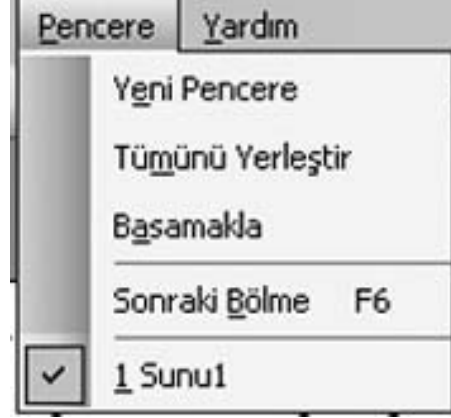 Pencere Yardım
Yeni Pencere
Tümünü Yerleştir
Basamakla
Sonraki Bölme F6
1 Sunu1